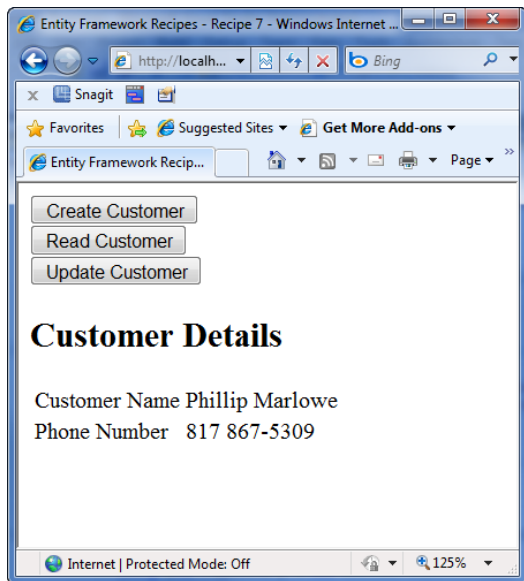 Entity Framework Recipes - Recipe 7 - Windows Internet ...
http://localh...
Bing
x Snagit
Favorites Suggested Sites Get More Add-ons
Entity Framework Recip... Page »
Create Customer
Read Customer
Update Customer
Customer Details
Customer Name Phillip Marlowe
Phone Number 817 867-5309
Internet | Protected Mode: Off 125%